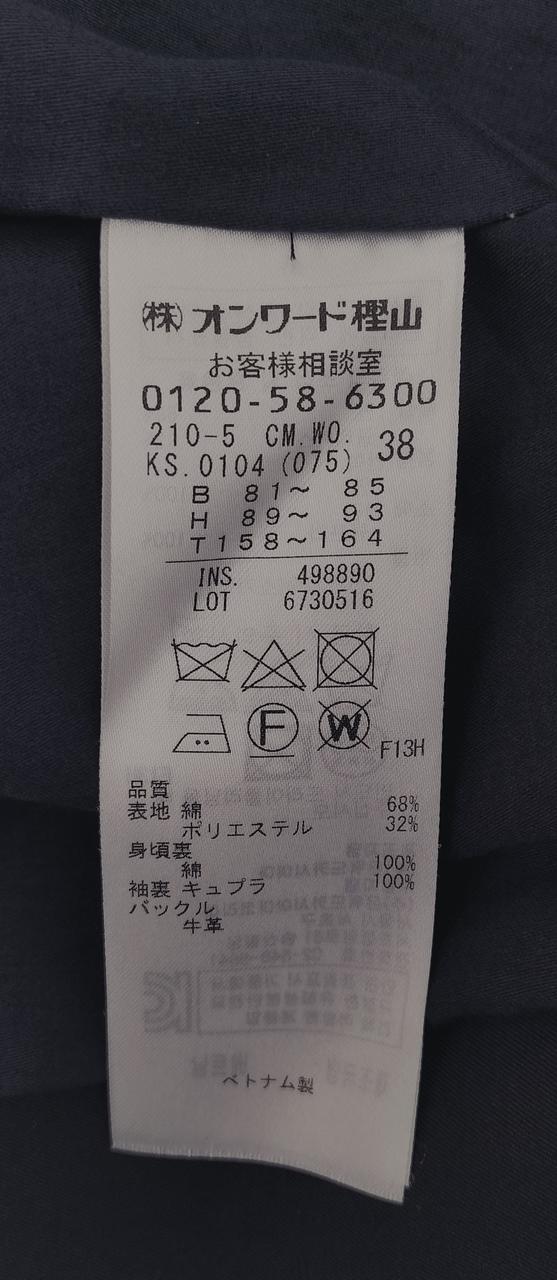 ㈱オンワード樫山
お客様相談室
0120-58-6300
210-5 CM.WO. 38
KS.0104 (075)
B 81～ 85
H 89～ 93
T158～164
INS. 498890
LOT 6730516
F
W
F13H
品質
表地 綿 68%
ポリエステル 32%
身頃裏
綿 100%
袖裏 キュプラ 100%
バックル
牛革
ベトナム製